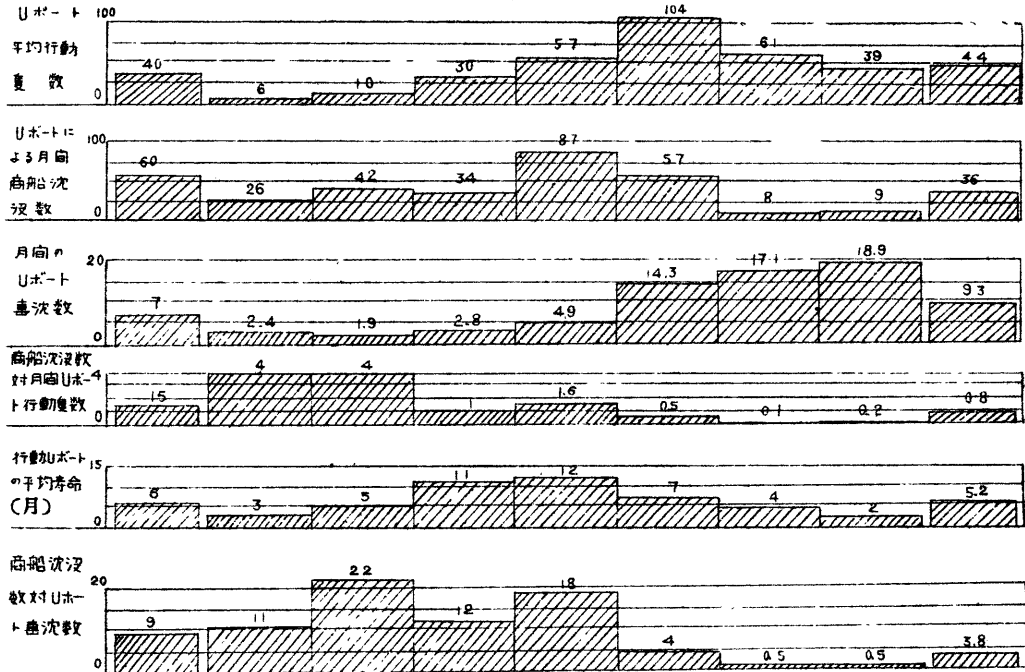 Uボート 100
平均行動
隻 数
0
40 6 10 30 57 104 61 39 44
Uボートに 100
よる月間
商船沈
没数
0
60 26 42 34 87 57 8 9 36
月間の 20
Uボート
撃沈数
0
7 2.4 1.9 2.8 4.9 14.3 17.1 18.9 9.3
商船沈没数
対月間Uボー 4
ト行動隻数
0
1.5 4 4 1 1.6 0.5 0.1 0.2 0.8
行動Uボート 15
の平均寿命
(月)
0
6 3 5 11 12 7 4 2 5.2
商船沈没
数対Uボー 20
ト撃沈数
0
9 11 22 12 18 4 0.5 0.5 3.8